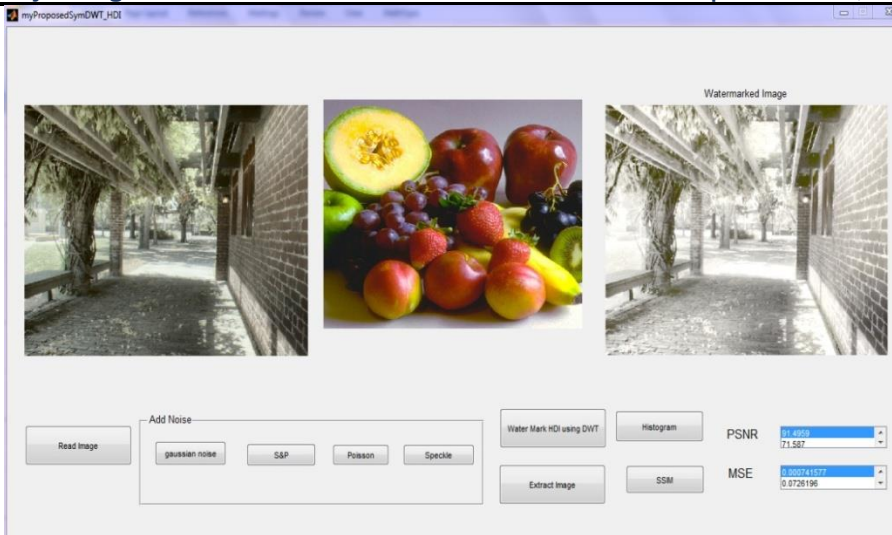 myProposedSymDWT_HDI
Watermarked Image
Read Image
Add Noise
gaussian noise
S&P
Poisson
Speckle
Water Mark HDI using DWT
Histogram
Extract Image
SSIM
PSNR
91.4959
71.587
MSE
0.000741577
0.0726196